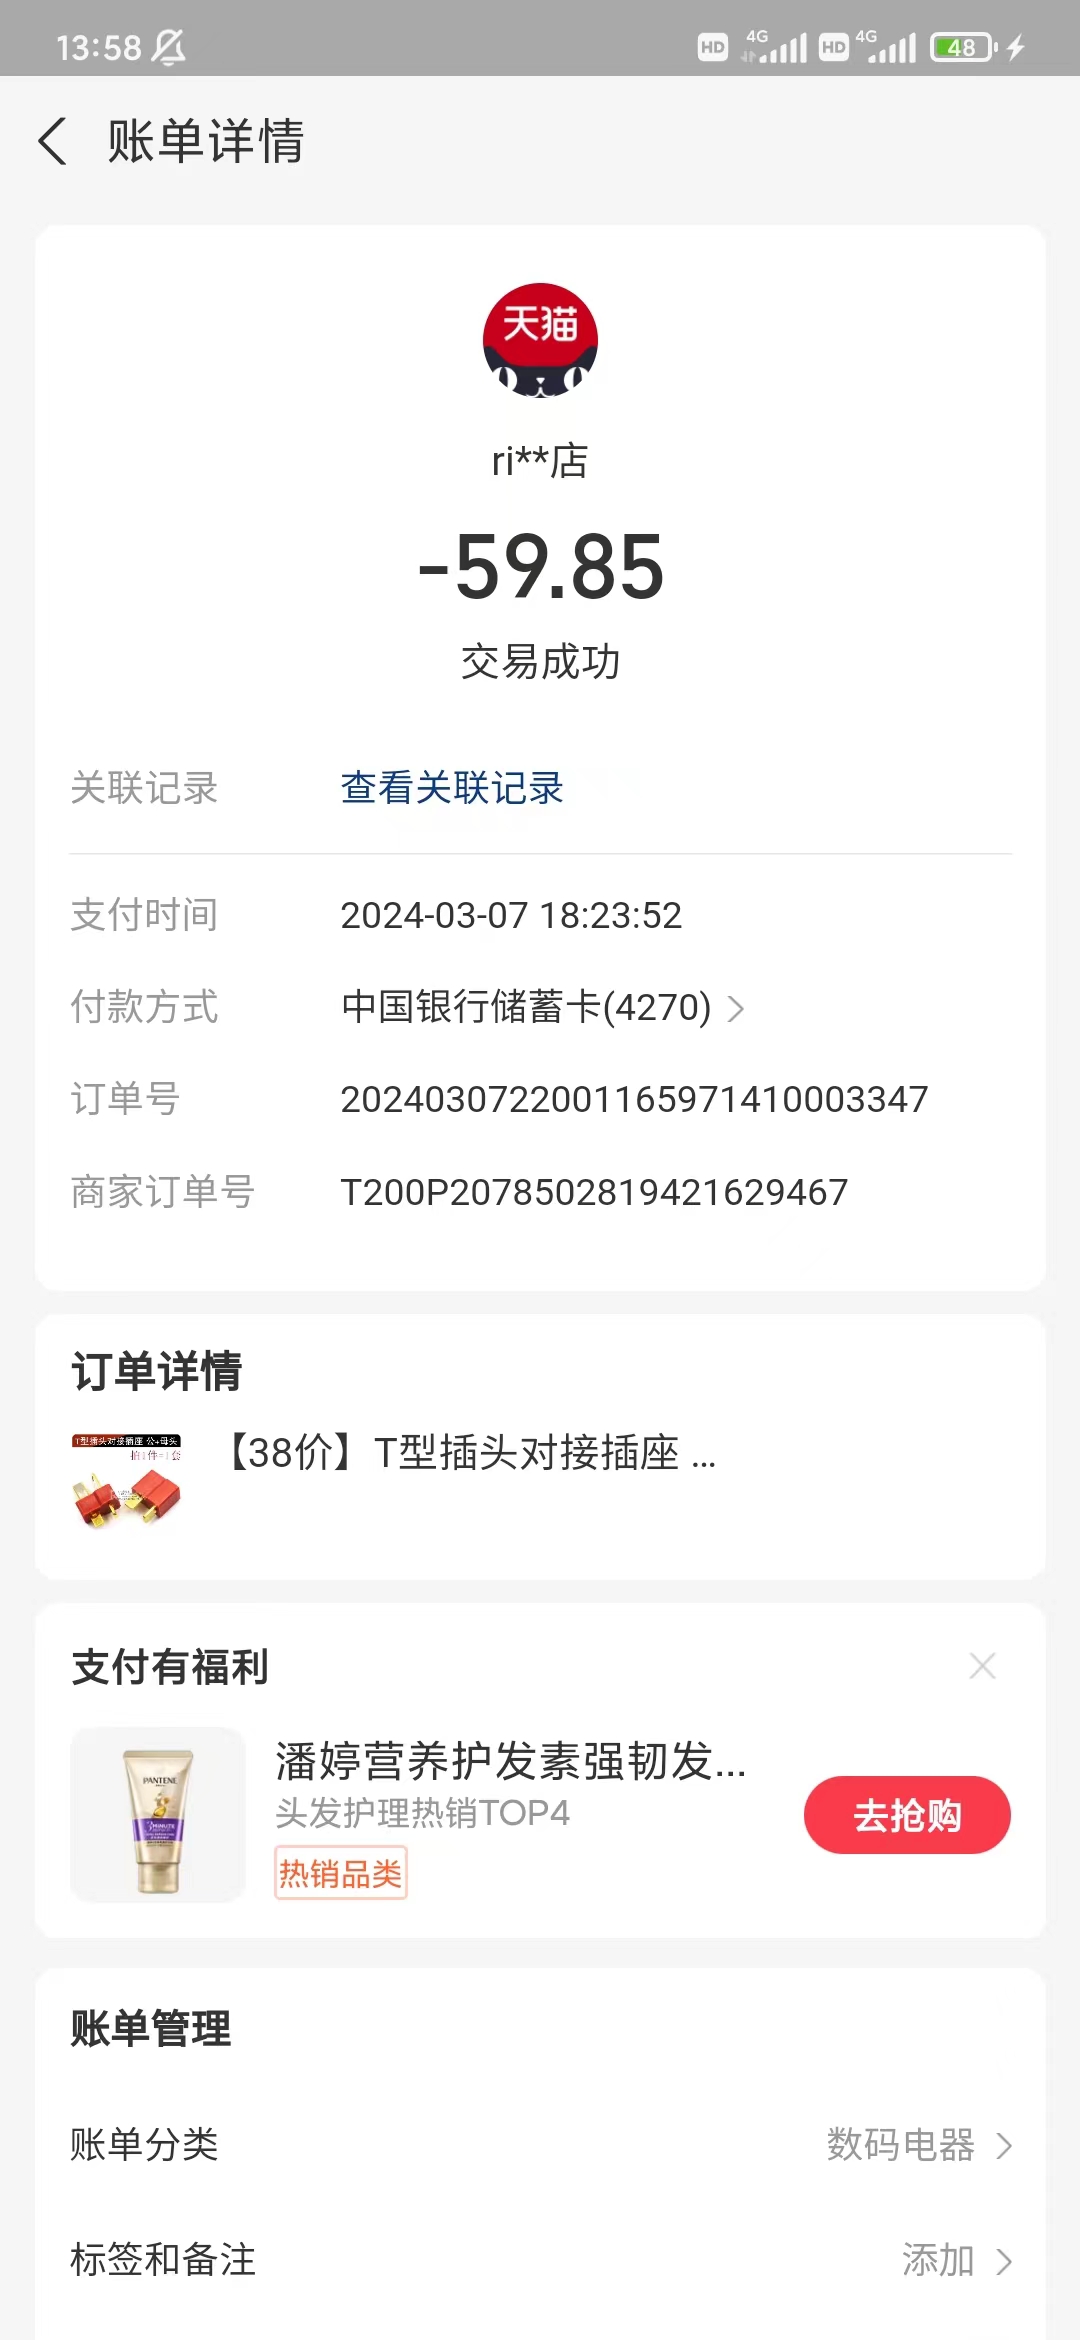 13:58
HD 4G HD 4G 48
账单详情
天猫
ri**店
-59.85
交易成功
关联记录 查看关联记录
支付时间 2024-03-07 18:23:52
付款方式 中国银行储蓄卡(4270)
订单号 2024030722001165971410003347
商家订单号 T200P2078502819421629467
订单详情
T型插头对接插座 公+母头
拍1件=1套
【38价】T型插头对接插座 ...
支付有福利
PANTENE
3MINUTE
潘婷营养护发素强韧发...
头发护理热销TOP4
热销品类
去抢购
账单管理
账单分类 数码电器
标签和备注 添加